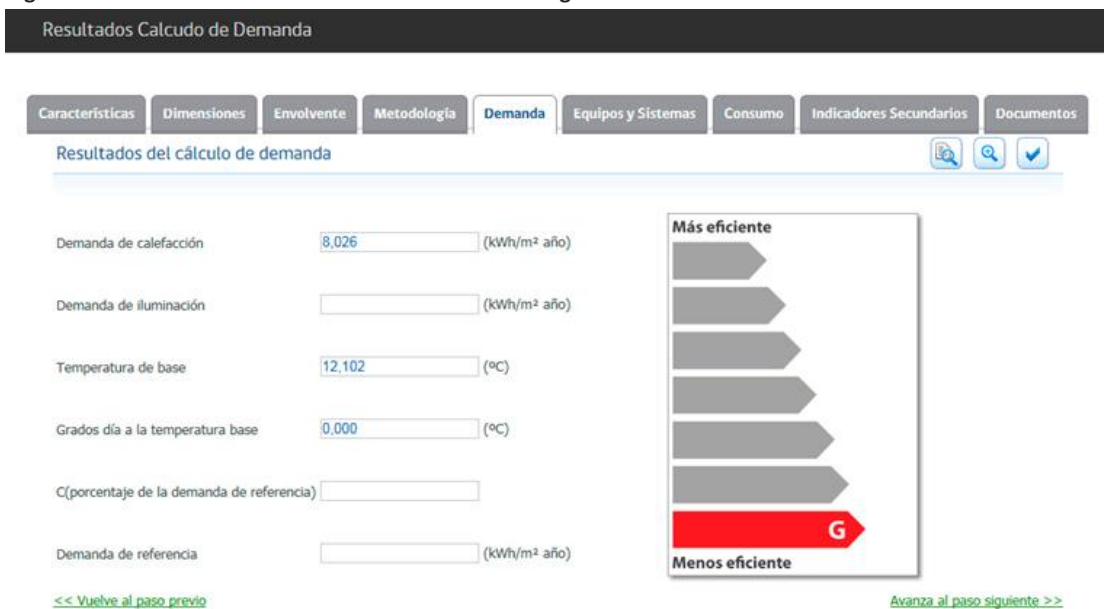 Resultados Calcudo de Demanda
Características Dimensiones Envolvente Metodología Demanda Equipos y Sistemas Consumo Indicadores Secundarios Documentos
Resultados del cálculo de demanda
Demanda de calefacción 8,026 (kWh/m² año)
Demanda de iluminación (kWh/m² año)
Temperatura de base 12,102 (ºC)
Grados día a la temperatura base 0,000 (ºC)
C(porcentaje de la demanda de referencia)
Demanda de referencia (kWh/m² año)
Más eficiente
G
Menos eficiente
<< Vuelve al paso previo
Avanza al paso siguiente >>